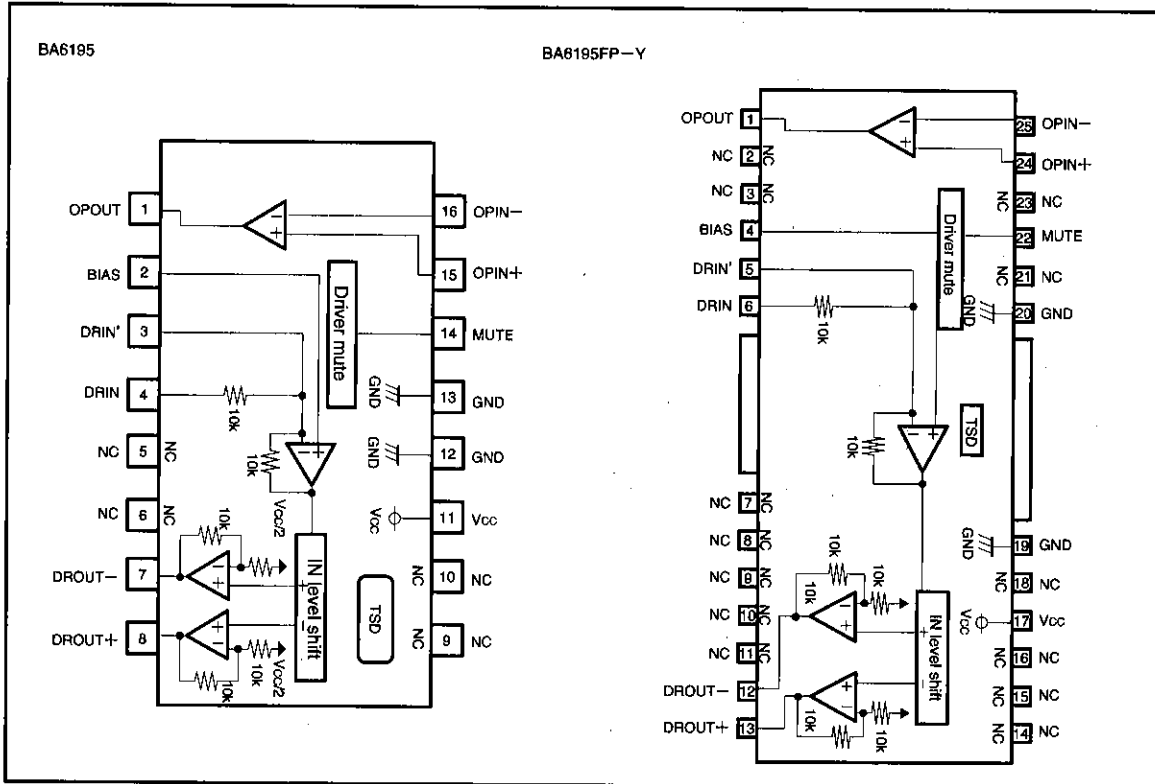 BA6195
BA6195FP-Y
OPOUT 1
BIAS 2
DRIN' 3
DRIN 4
NC 5 NC
NC 6 NC
DROUT- 7
DROUT+ 8
16 OPIN-
15 OPIN+
14 MUTE
GND 13 GND
GND 12 GND
Vcc 11 Vcc
NC 10 NC
NC 9 NC
-
+
Driver mute
10k
- +
10k
Vcc/2
10k
-
+
+
-
IN level shift
+
-
10k
10k
Vcc/2
TSD
OPOUT 1
NC 2 NC
NC 3 NC
BIAS 4
DRIN' 5
DRIN 6
NC 7 NC
NC 8 NC
NC 9 NC
NC 10 NC
NC 11 NC
DROUT- 12
DROUT+ 13
25 OPIN-
24 OPIN+
NC 23 NC
22 MUTE
NC 21 NC
GND 20 GND
GND 19 GND
NC 18 NC
Vcc 17 Vcc
NC 16 NC
NC 15 NC
NC 14 NC
-
+
Driver mute
10k
- +
TSD
10k
10k
10k
10k
-
+
+
-
IN level shift
+
-
10k
10k